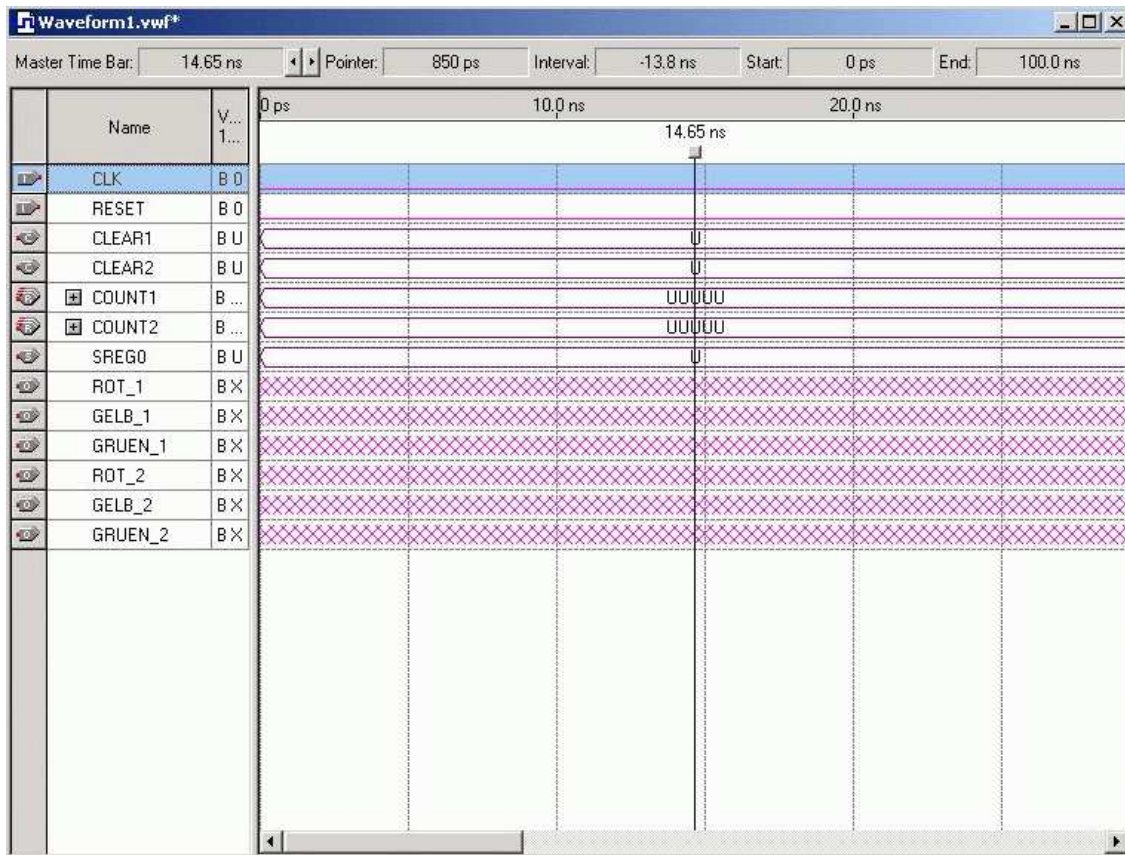 Waveform1.vwf*
Master Time Bar: 14.65 ns Pointer: 850 ps Interval: -13.8 ns Start: 0 ps End: 100.0 ns
Name V... 1... 0 ps 10.0 ns 20.0 ns
14.65 ns
CLK B 0
RESET B 0
CLEAR1 B U U
CLEAR2 B U U
COUNT1 B ... UUUUU
COUNT2 B ... UUUUU
SREG0 B U U
ROT_1 B X
GELB_1 B X
GRUEN_1 B X
ROT_2 B X
GELB_2 B X
GRUEN_2 B X